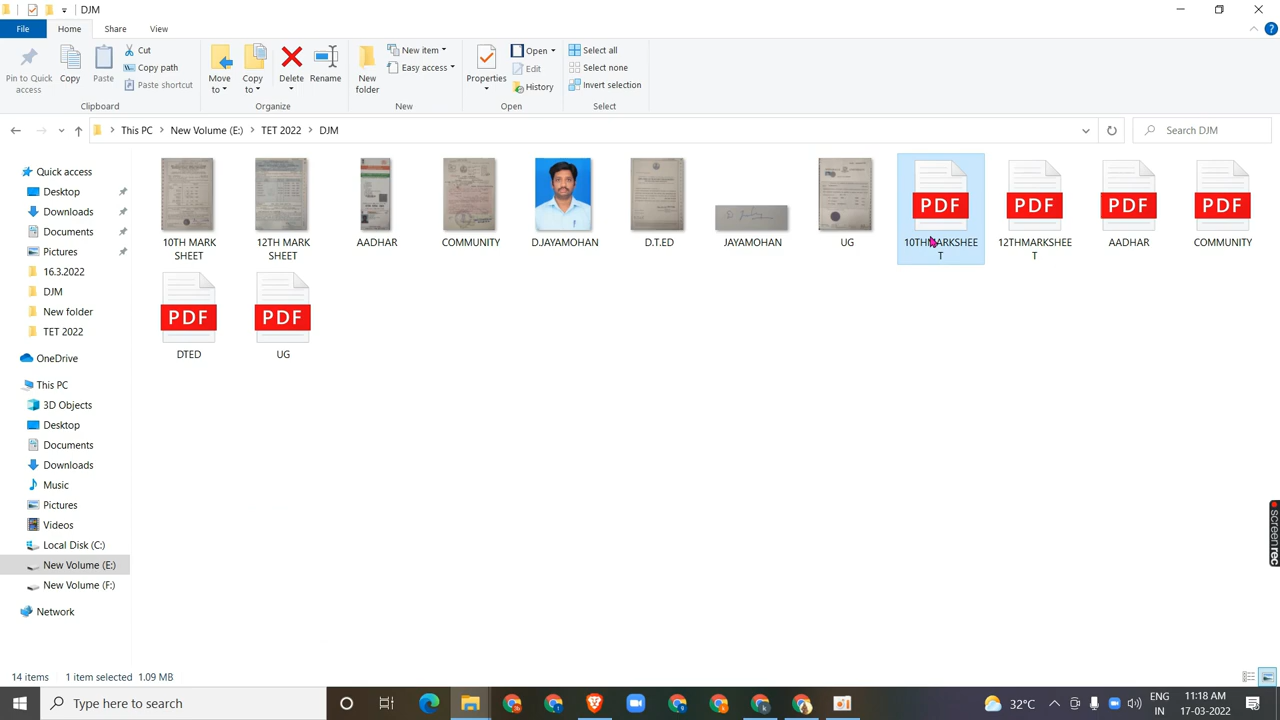 DJM
File
Home
Share
View
Pin to Quick access
Copy
Paste
Cut
Copy path
Paste shortcut
Clipboard
Move to
Copy to
Delete
Rename
Organize
New folder
New item
Easy access
New
Properties
Open
Edit
History
Open
Select all
Select none
Invert selection
Select
This PC
New Volume (E:)
TET 2022
DJM
Search DJM
Quick access
Desktop
Downloads
Documents
Pictures
16.3.2022
DJM
New folder
TET 2022
OneDrive
This PC
3D Objects
Desktop
Documents
Downloads
Music
Pictures
Videos
Local Disk (C:)
New Volume (E:)
New Volume (F:)
Network
10TH MARK
SHEET
12TH MARK
SHEET
AADHAR
COMMUNITY
D.JAYAMOHAN
D.T.ED
JAYAMOHAN
UG
PDF
10THMARKSHEE
T
PDF
12THMARKSHEE
T
PDF
AADHAR
PDF
COMMUNITY
PDF
DTED
PDF
UG
screenrec
14 items
1 item selected
1.09 MB
Type here to search
32°C
ENG
IN
11:18 AM
17-03-2022